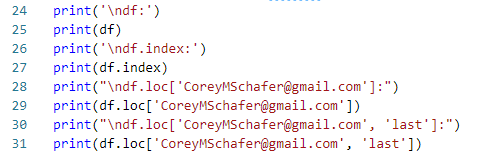 24 print('\ndf:')
25 print(df)
26 print('\ndf.index:')
27 print(df.index)
28 print("\ndf.loc['CoreyMSchafer@gmail.com']:")
29 print(df.loc['CoreyMSchafer@gmail.com'])
30 print("\ndf.loc['CoreyMSchafer@gmail.com', 'last']:")
31 print(df.loc['CoreyMSchafer@gmail.com', 'last'])